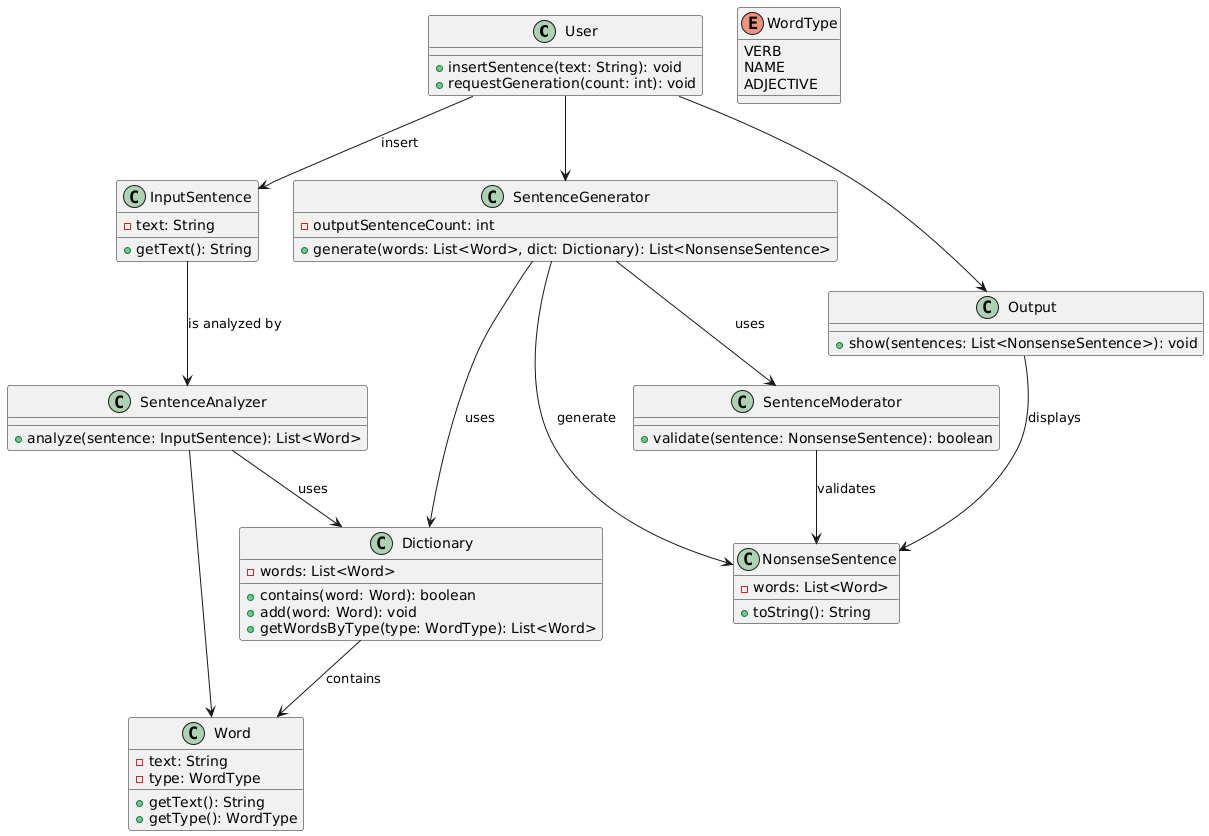 User
insertSentence(text: String): void
requestGeneration(count: int): void
WordType
VERB
NAME
ADJECTIVE
insert
InputSentence
text: String
getText(): String
SentenceGenerator
outputSentenceCount: int
generate(words: List<Word>, dict: Dictionary): List<NonsenseSentence>
Output
show(sentences: List<NonsenseSentence>): void
is analyzed by
uses
SentenceAnalyzer
analyze(sentence: InputSentence): List<Word>
uses
generate
SentenceModerator
validate(sentence: NonsenseSentence): boolean
displays
uses
validates
Dictionary
words: List<Word>
contains(word: Word): boolean
add(word: Word): void
getWordsByType(type: WordType): List<Word>
NonsenseSentence
words: List<Word>
toString(): String
contains
Word
text: String
type: WordType
getText(): String
getType(): WordType